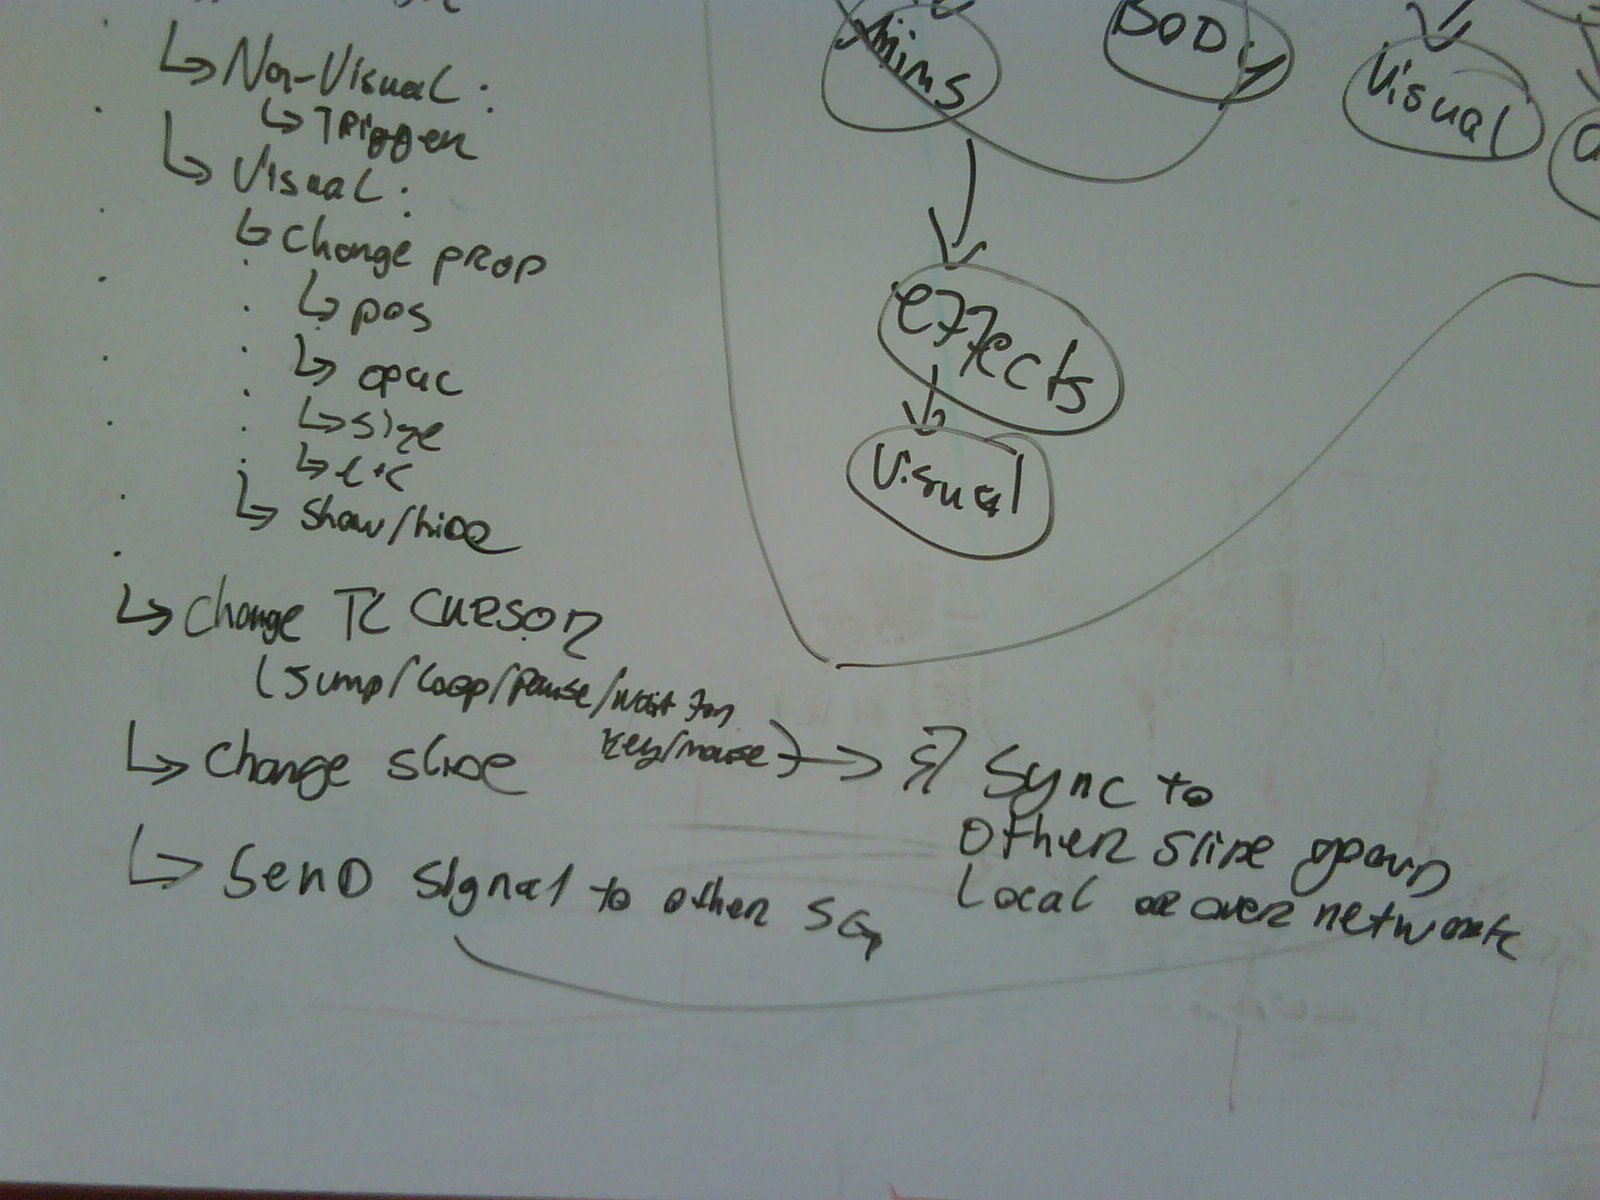 ↳ Non-Visual:
↳ Trigger
↳ Visual:
↳ change prop
↳ pos
↳ opac
↳ size
↳ etc
↳ show/hide
↳ change TL cursor
(jump/loop/pause/wait for
key/mouse)
↳ change slide
↳ send signal to other SG
→ Sync to
other slide group
local or over network
Anims
Body
Visual
effects
Visual